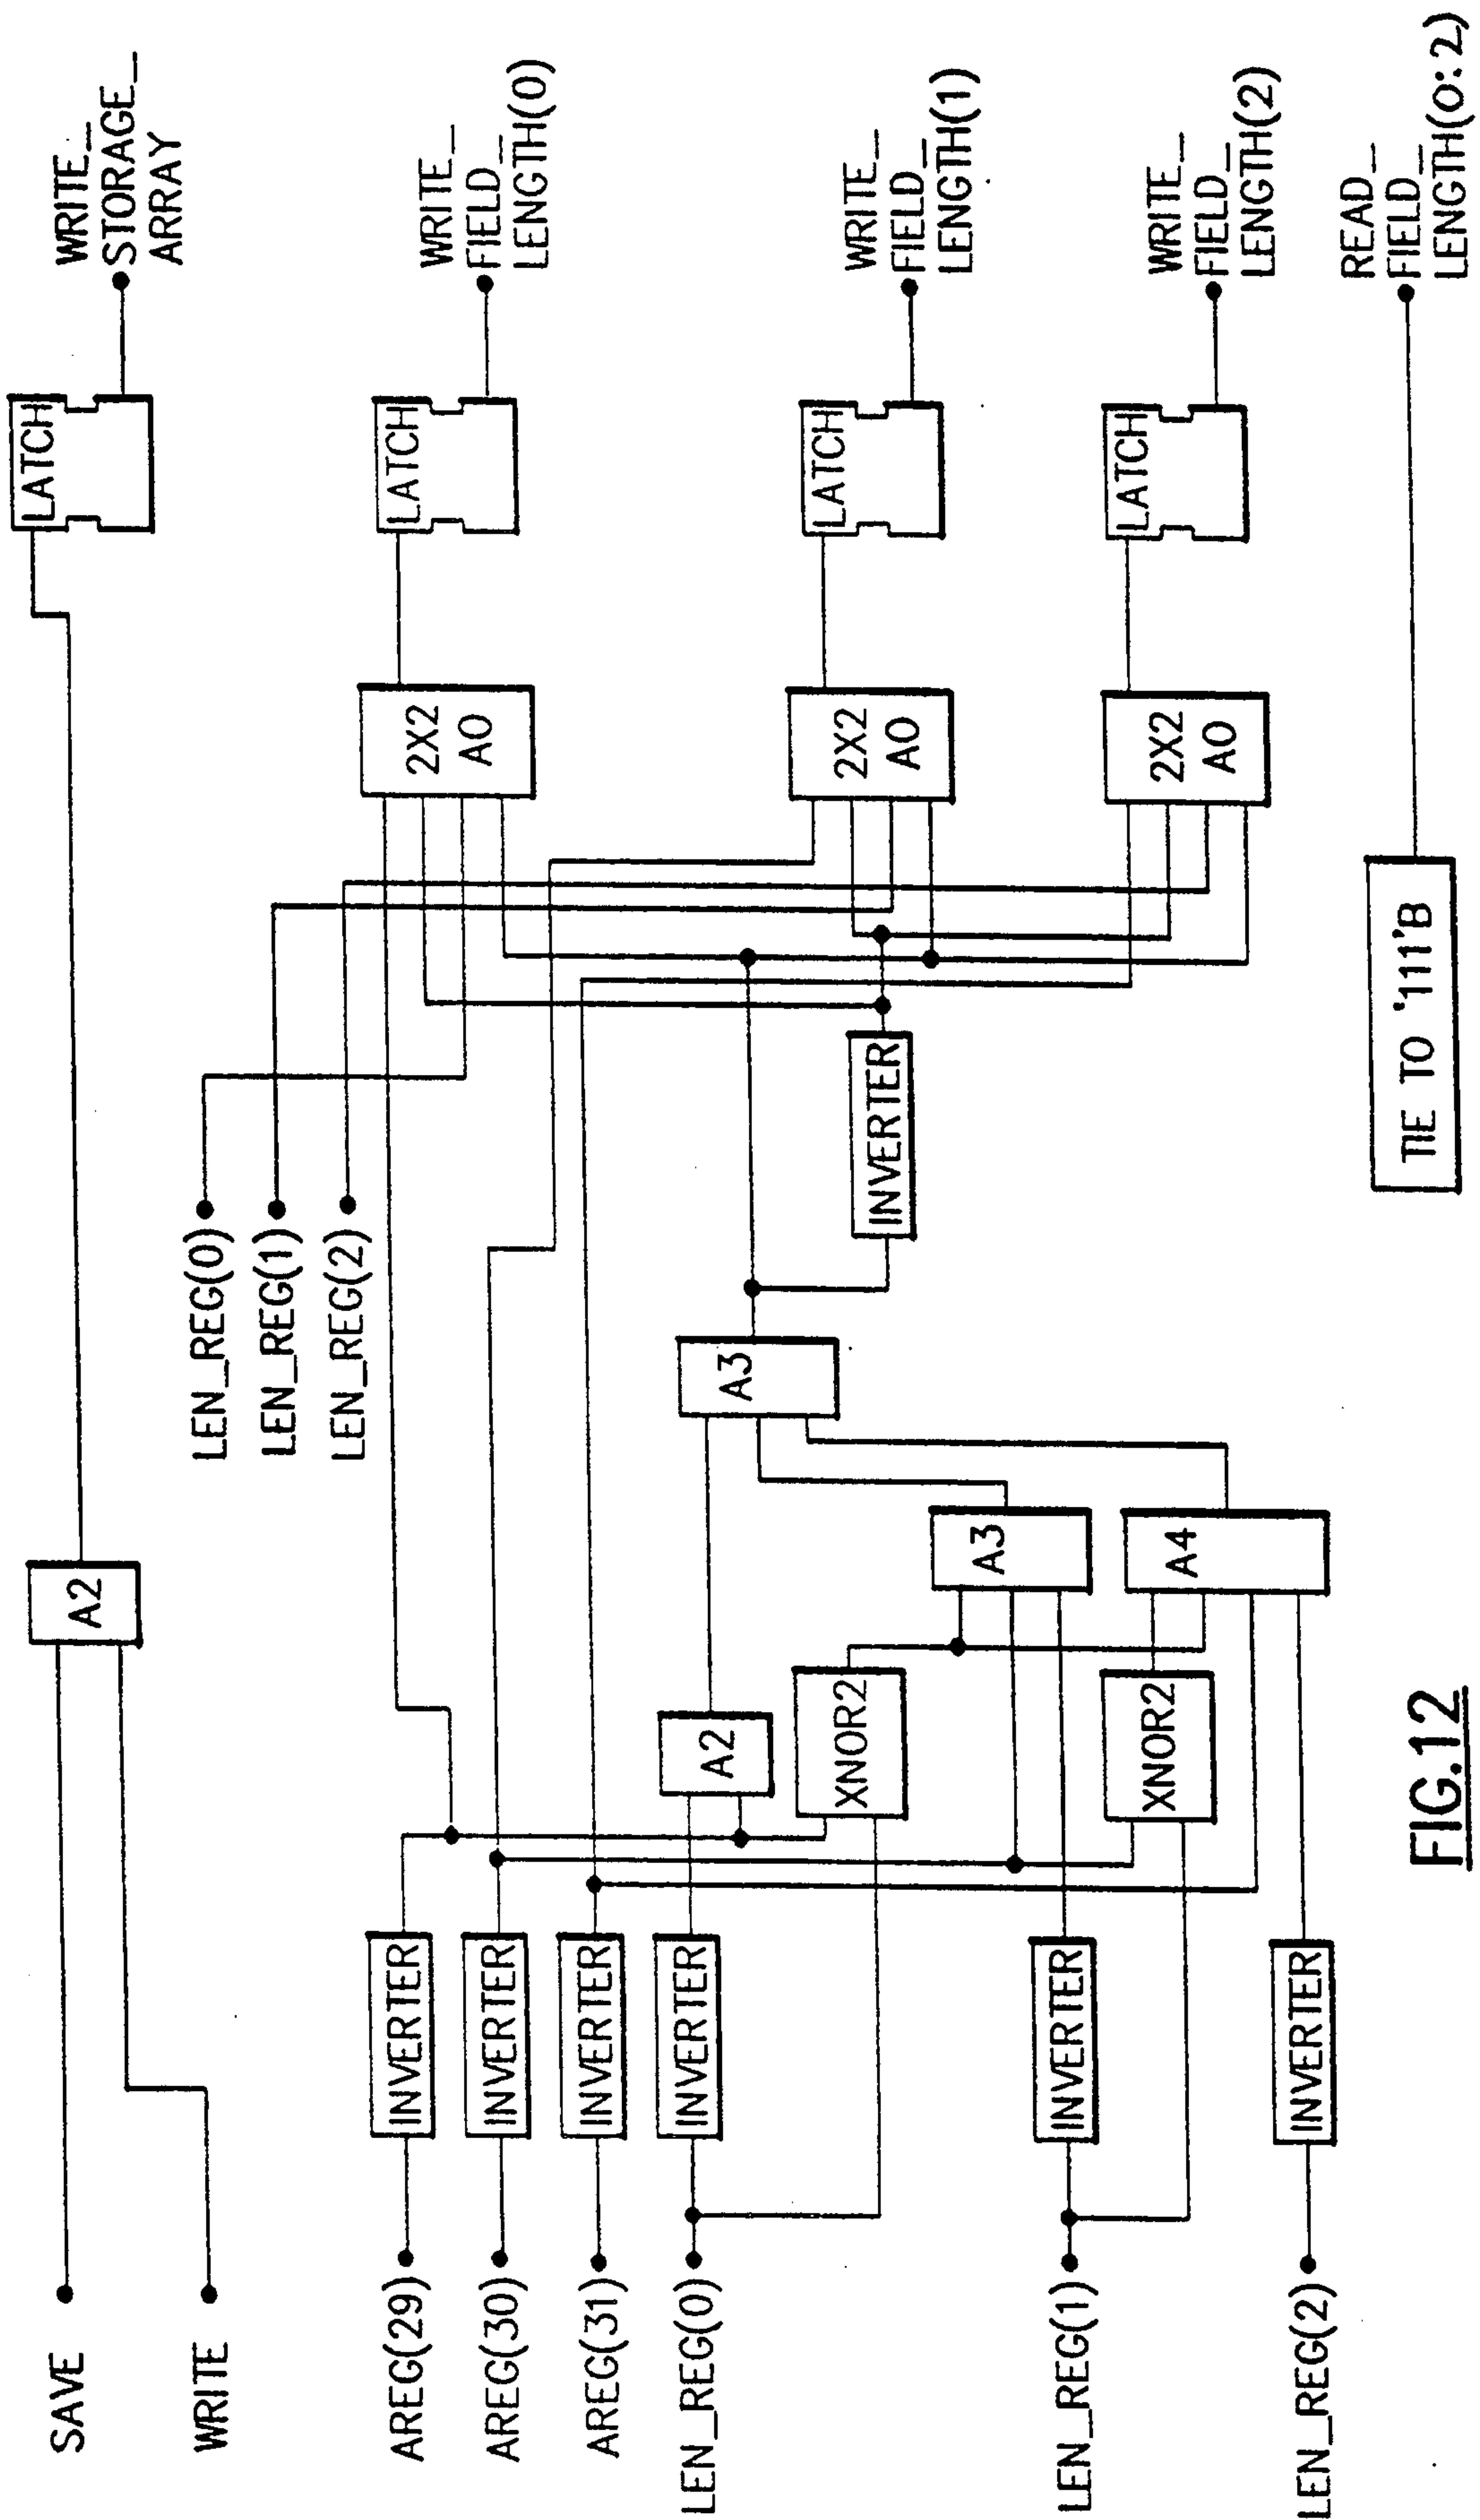 SAVE
WRITE
A2
LATCH
WRITE_
STORAGE_
ARRAY
LEN_REG(0)
LEN_REG(1)
LEN_REG(2)
AREG(29)
INVERTER
AREG(30)
INVERTER
AREG(31)
INVERTER
LEN_REG(0)
INVERTER
A2
XNOR2
A3
INVERTER
2X2
AO
LATCH
WRITE_
FIELD_
LENGTH(0)
2X2
AO
LATCH
WRITE_
FIELD_
LENGTH(1)
LEN_REG(1)
INVERTER
XNOR2
A3
A4
2X2
AO
LATCH
WRITE_
FIELD_
LENGTH(2)
LEN_REG(2)
INVERTER
TIE TO '111'B
READ_
FIELD_
LENGTH(0:2)
FIG.12